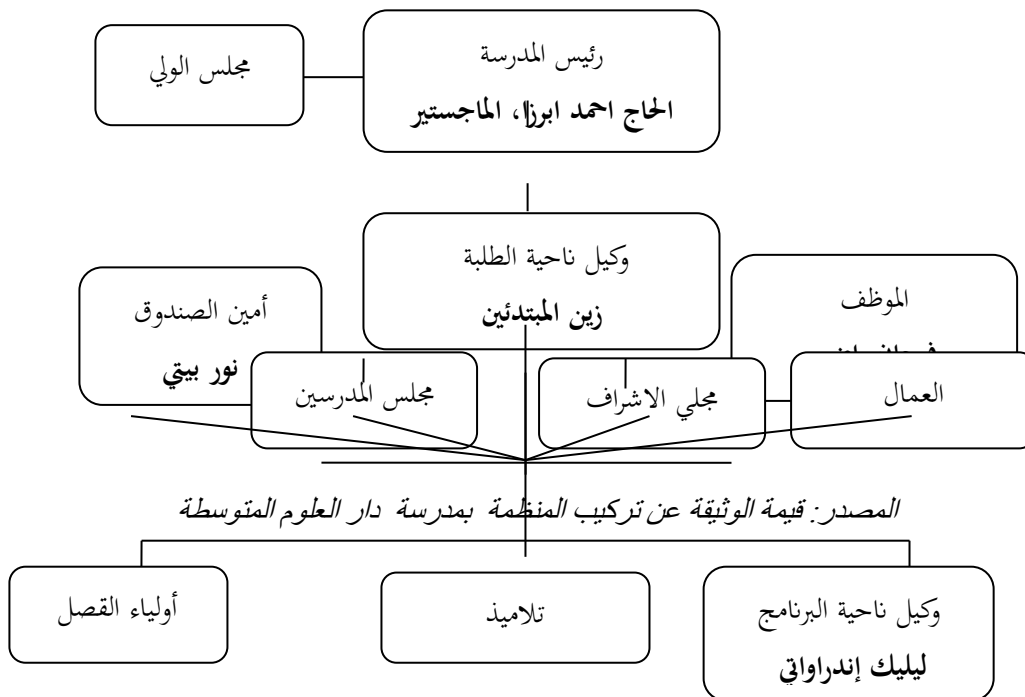 رئيس المدرسة
الحاج احمد ابرزا، الماجستير
مجلس الولي
وكيل ناحية الطلبة
زين المبتدئين
الموظف
أمين الصندوق
نور بيتي
العمال
مجلي الاشراف
مجلس المدرسين
المصدر: قيمة الوثيقة عن تركيب المنظمة بمدرسة دار العلوم المتوسطة
وكيل ناحية البرنامج
ليليك إندراواتي
تلاميذ
أولياء القصل